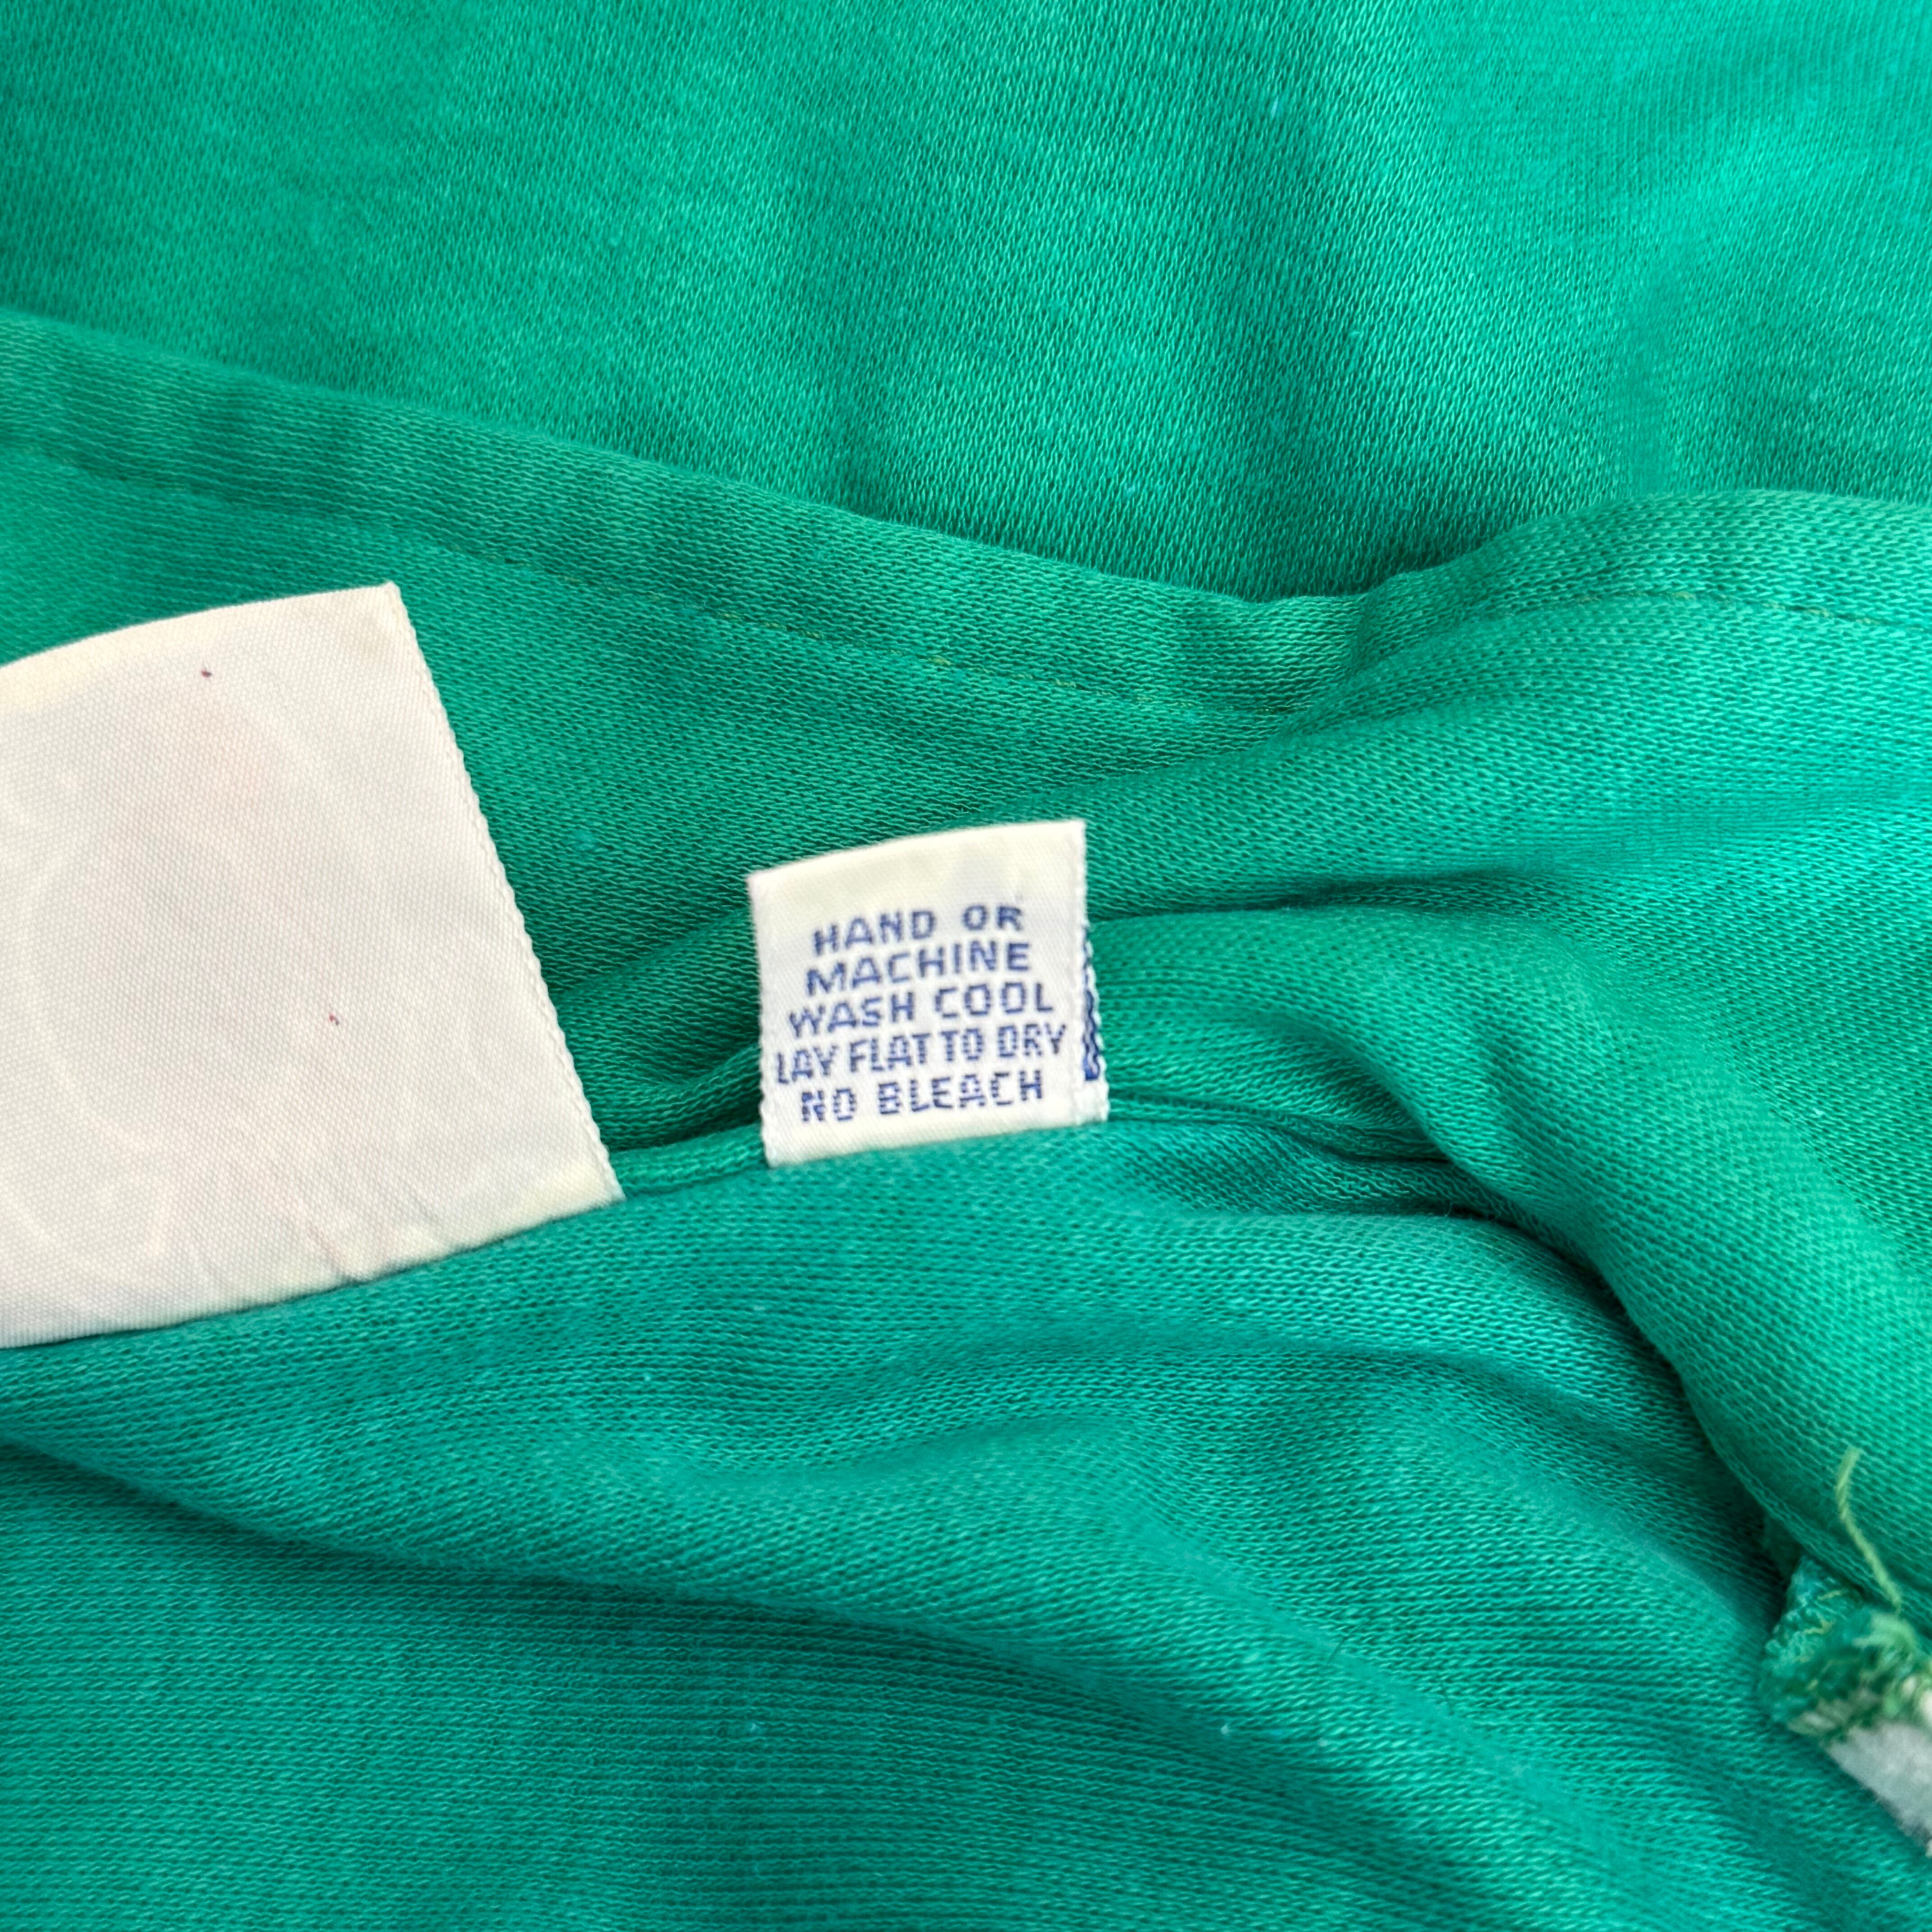 HAND OR
MACHINE
WASH COOL
LAY FLAT TO DRY
NO BLEACH